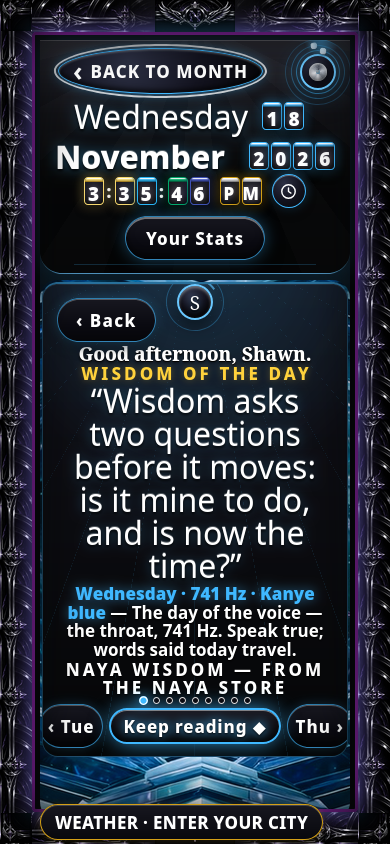 ‹ BACK TO MONTH
Wednesday 18
November 2026
3:35:46 PM
Your Stats
S
‹ Back
Good afternoon, Shawn.
WISDOM OF THE DAY
“Wisdom asks
two questions
before it moves:
is it mine to do,
and is now the
time?”
Wednesday · 741 Hz · Kanye
blue — The day of the voice —
the throat, 741 Hz. Speak true;
words said today travel.
NAYA WISDOM — FROM
THE NAYA STORE
‹ Tue
Keep reading ◆
Thu ›
WEATHER · ENTER YOUR CITY